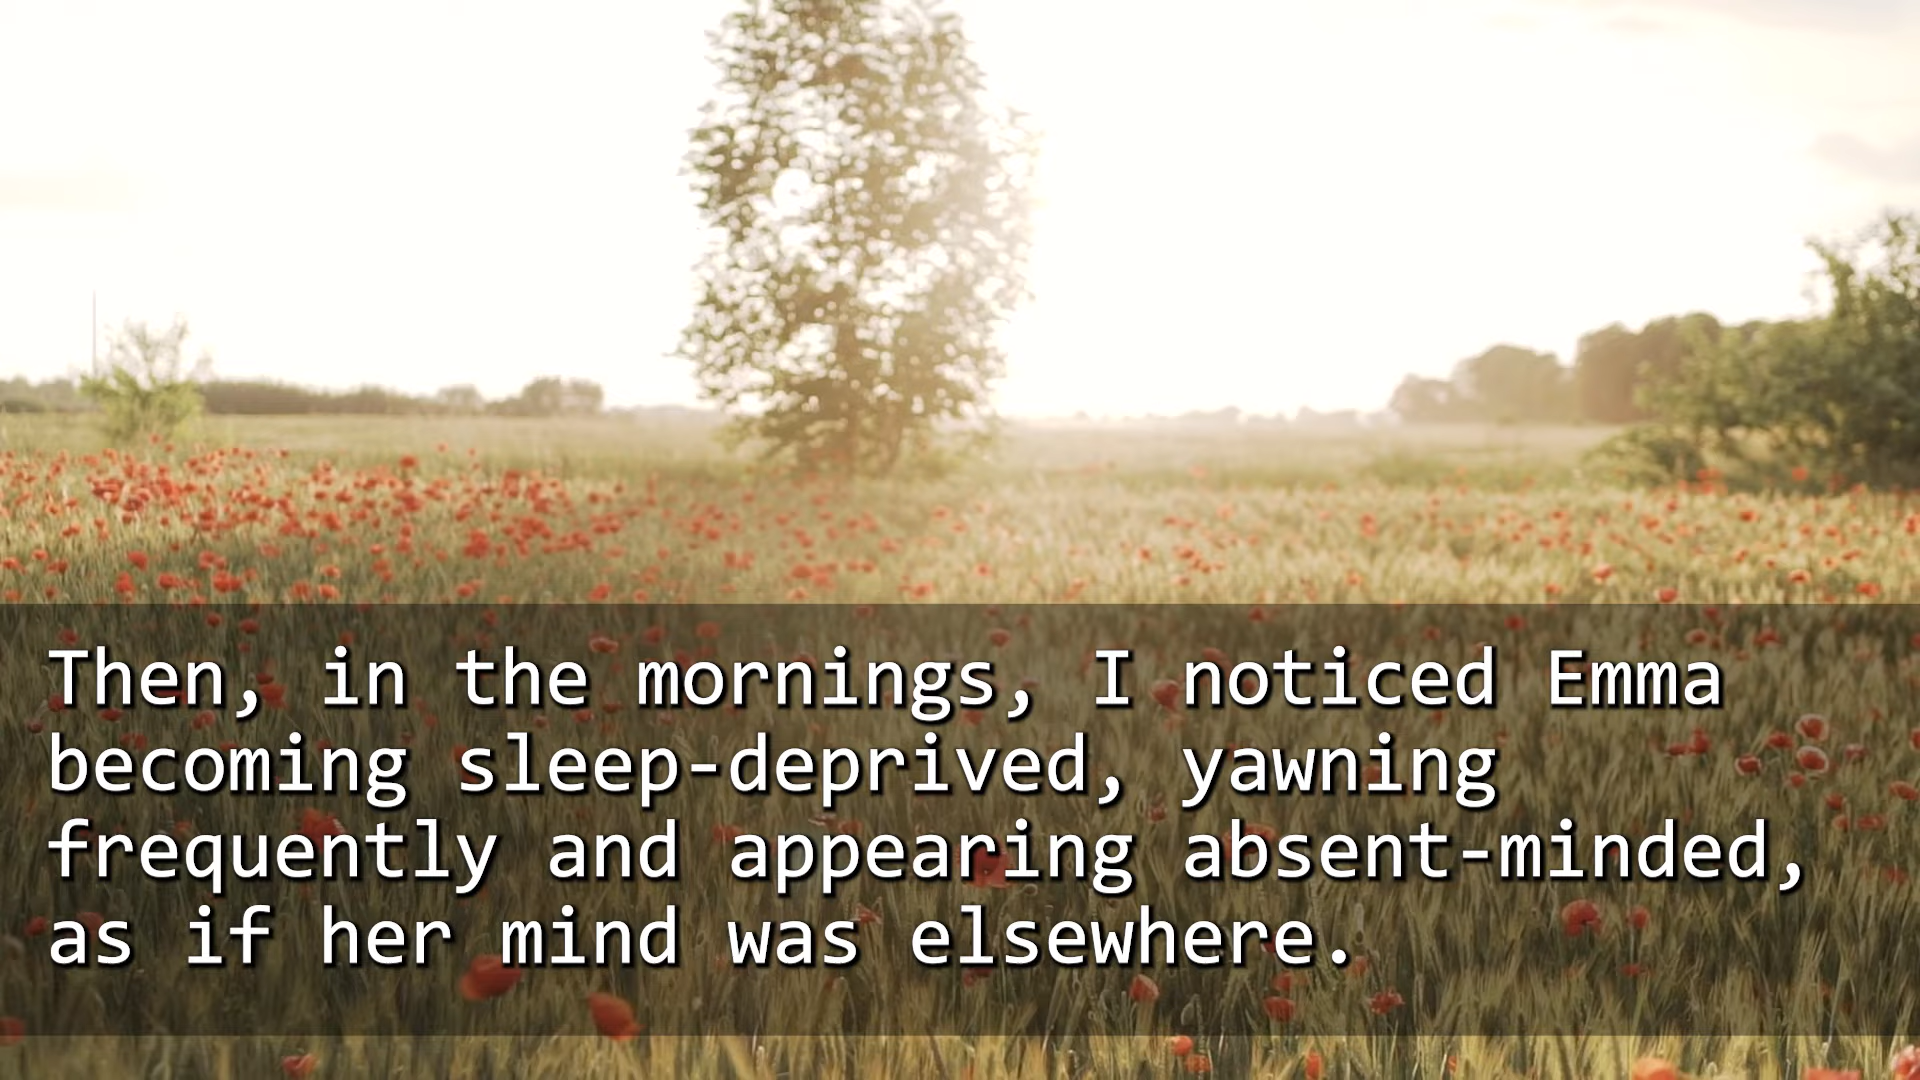 Then, in the mornings, I noticed Emma
becoming sleep-deprived, yawning
frequently and appearing absent-minded,
as if her mind was elsewhere.